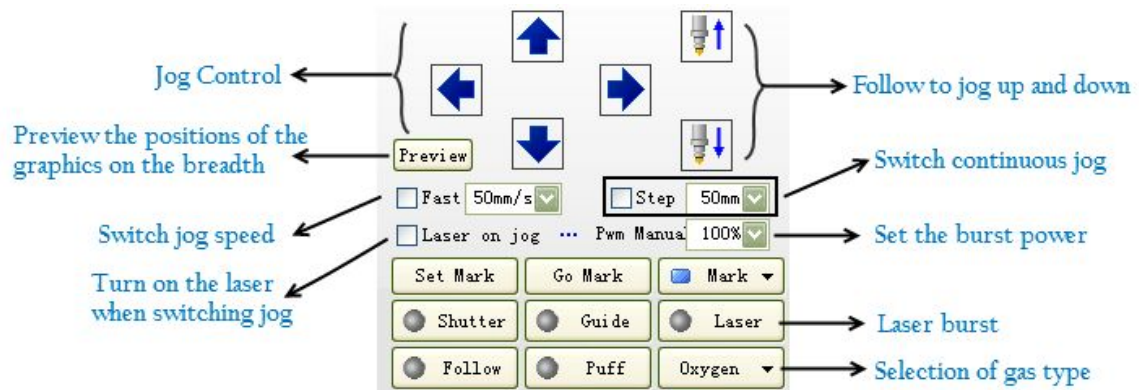 Jog Control
Follow to jog up and down
Preview the positions of the
graphics on the breadth
Preview
Switch continuous jog
Fast 50mm/s
Step 50mm
Switch jog speed
Laser on jog ... Pwm Manual 100%
Set the burst power
Turn on the laser
when switching jog
Set Mark
Go Mark
Mark
Shutter
Guide
Laser
Laser burst
Follow
Puff
Oxygen
Selection of gas type